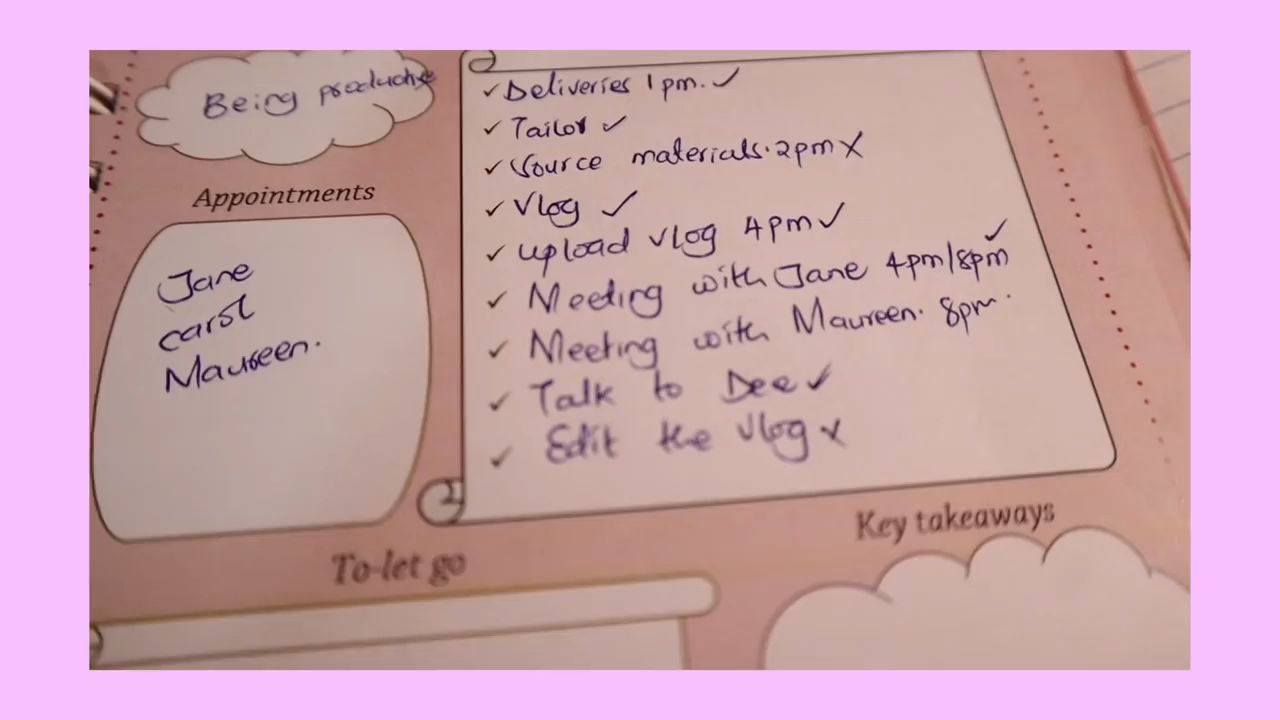 Being productive
✓ Deliveries 1pm. ✓
✓ Tailor ✓
✓ Source materials. 2pm X
✓ Vlog ✓
✓ upload vlog 4pm ✓
✓ Meeting with Jane 4pm/8pm ✓
✓ Meeting with Maureen. 8pm.
✓ Talk to Dee ✓
✓ Edit the vlog x
Appointments
Jane
carol
Maureen.
To-let go
Key takeaways